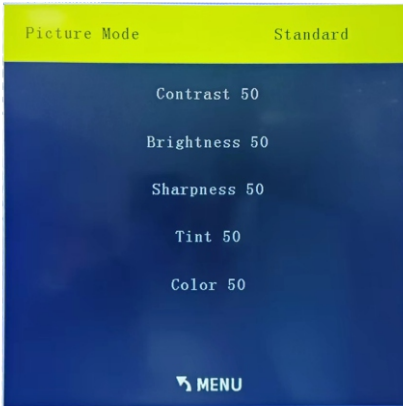 Picture Mode Standard
Contrast 50
Brightness 50
Sharpness 50
Tint 50
Color 50
MENU